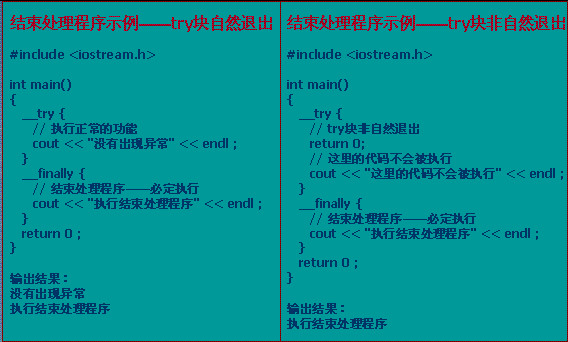 结束处理程序示例——try块自然退出
#include <iostream.h>
int main()
{
__try {
// 执行正常的功能
cout << "没有出现异常" << endl ;
}
__finally {
// 结束处理程序——必定执行
cout << "执行结束处理程序" << endl ;
}
return 0 ;
}
输出结果：
没有出现异常
执行结束处理程序
结束处理程序示例——try块非自然退出
#include <iostream.h>
int main()
{
__try {
// try块非自然退出
return 0;
// 这里的代码不会被执行
cout << "这里的代码不会被执行" << endl ;
}
__finally {
// 结束处理程序——必定执行
cout << "执行结束处理程序" << endl ;
}
return 0 ;
}
输出结果：
执行结束处理程序